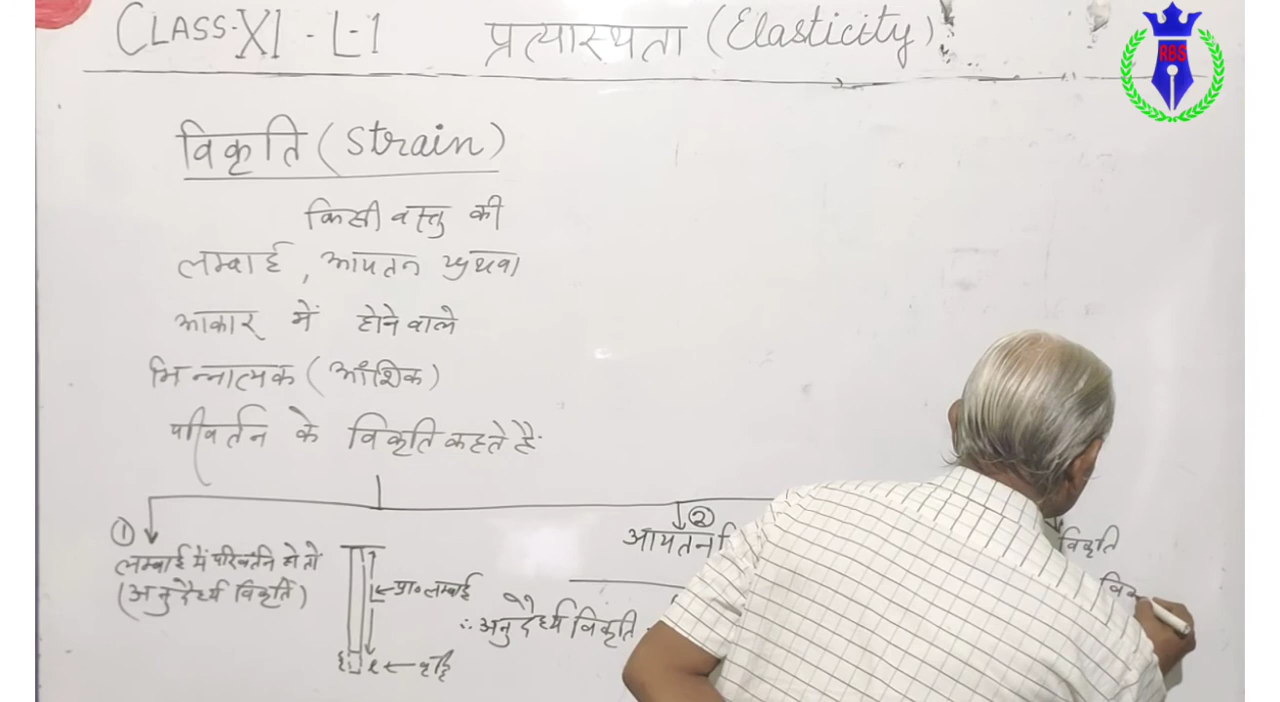 CLASS-XI - L-1 प्रत्यास्थता (Elasticity)
RBS
विकृति (Strain)
किसी वस्तु की
लम्बाई, आयतन अथवा
आकार में होने वाले
भिन्नात्मक (आंशिक)
परिवर्तन के विकृति कहते है
① ②
लम्बाई में परिवर्तन हो तो
(अनुदैर्ध्य विकृति)
← प्रा० लम्बाई
l ← वृद्धि
∴ अनुदैर्ध्य विकृति
आयतन वि
विकृति
वि